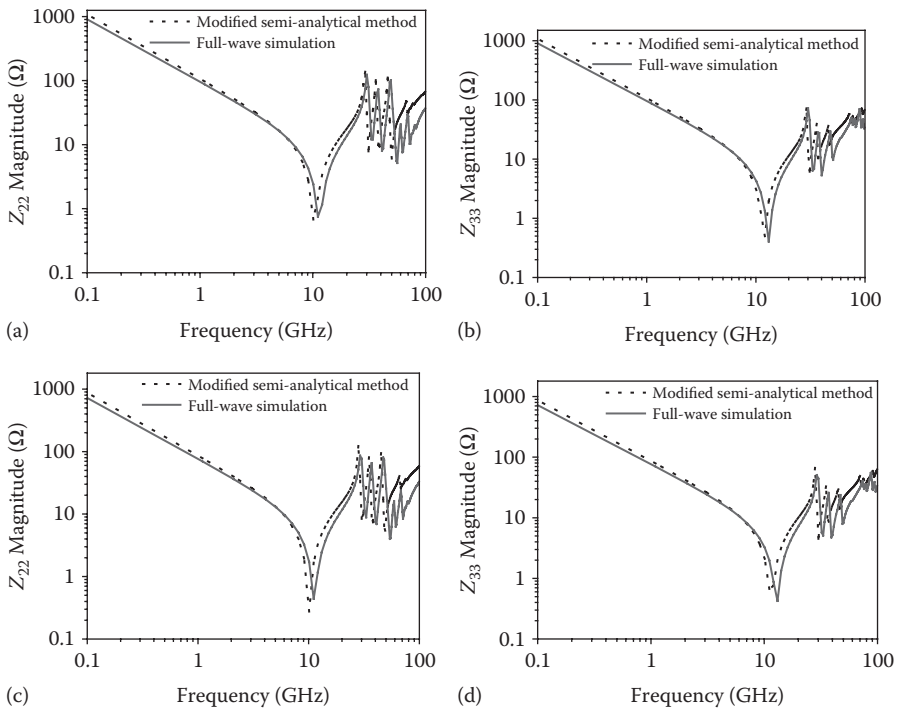 1000
100
10
1
0.1
Z22 Magnitude (Ω)
Modified semi-analytical method
Full-wave simulation
0.1
1
10
100
Frequency (GHz)
(a)
1000
100
10
1
0.1
Z33 Magnitude (Ω)
Modified semi-analytical method
Full-wave simulation
0.1
1
10
100
Frequency (GHz)
(b)
1000
100
10
1
0.1
Z22 Magnitude (Ω)
Modified semi-analytical method
Full-wave simulation
0.1
1
10
100
Frequency (GHz)
(c)
1000
100
10
1
0.1
Z33 Magnitude (Ω)
Modified semi-analytical method
Full-wave simulation
0.1
1
10
100
Frequency (GHz)
(d)